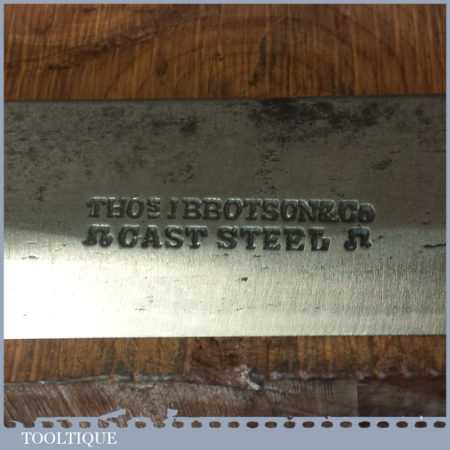 THOS IBBOTSON & Co
CAST STEEL
TOOLTIQUE